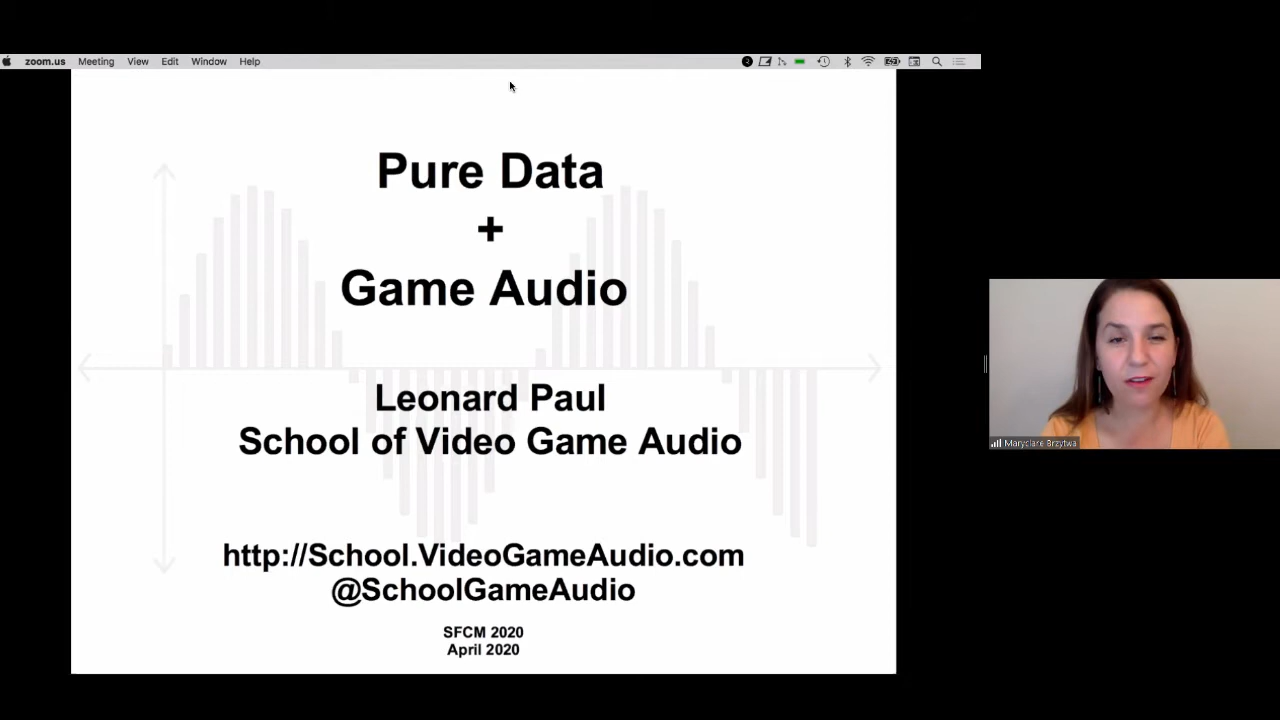 zoom.us Meeting View Edit Window Help
Pure Data
+
Game Audio
Leonard Paul
School of Video Game Audio
http://School.VideoGameAudio.com
@SchoolGameAudio
SFCM 2020
April 2020
Maryclare Brzytwa